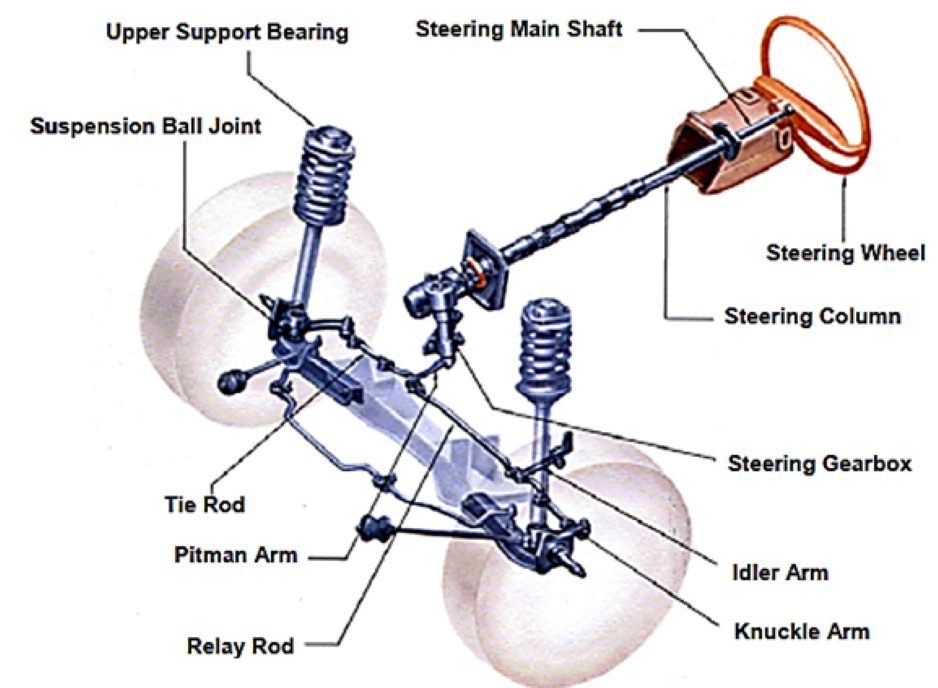 Upper Support Bearing
Steering Main Shaft
Suspension Ball Joint
Steering Wheel
Steering Column
Steering Gearbox
Tie Rod
Pitman Arm
Idler Arm
Knuckle Arm
Relay Rod